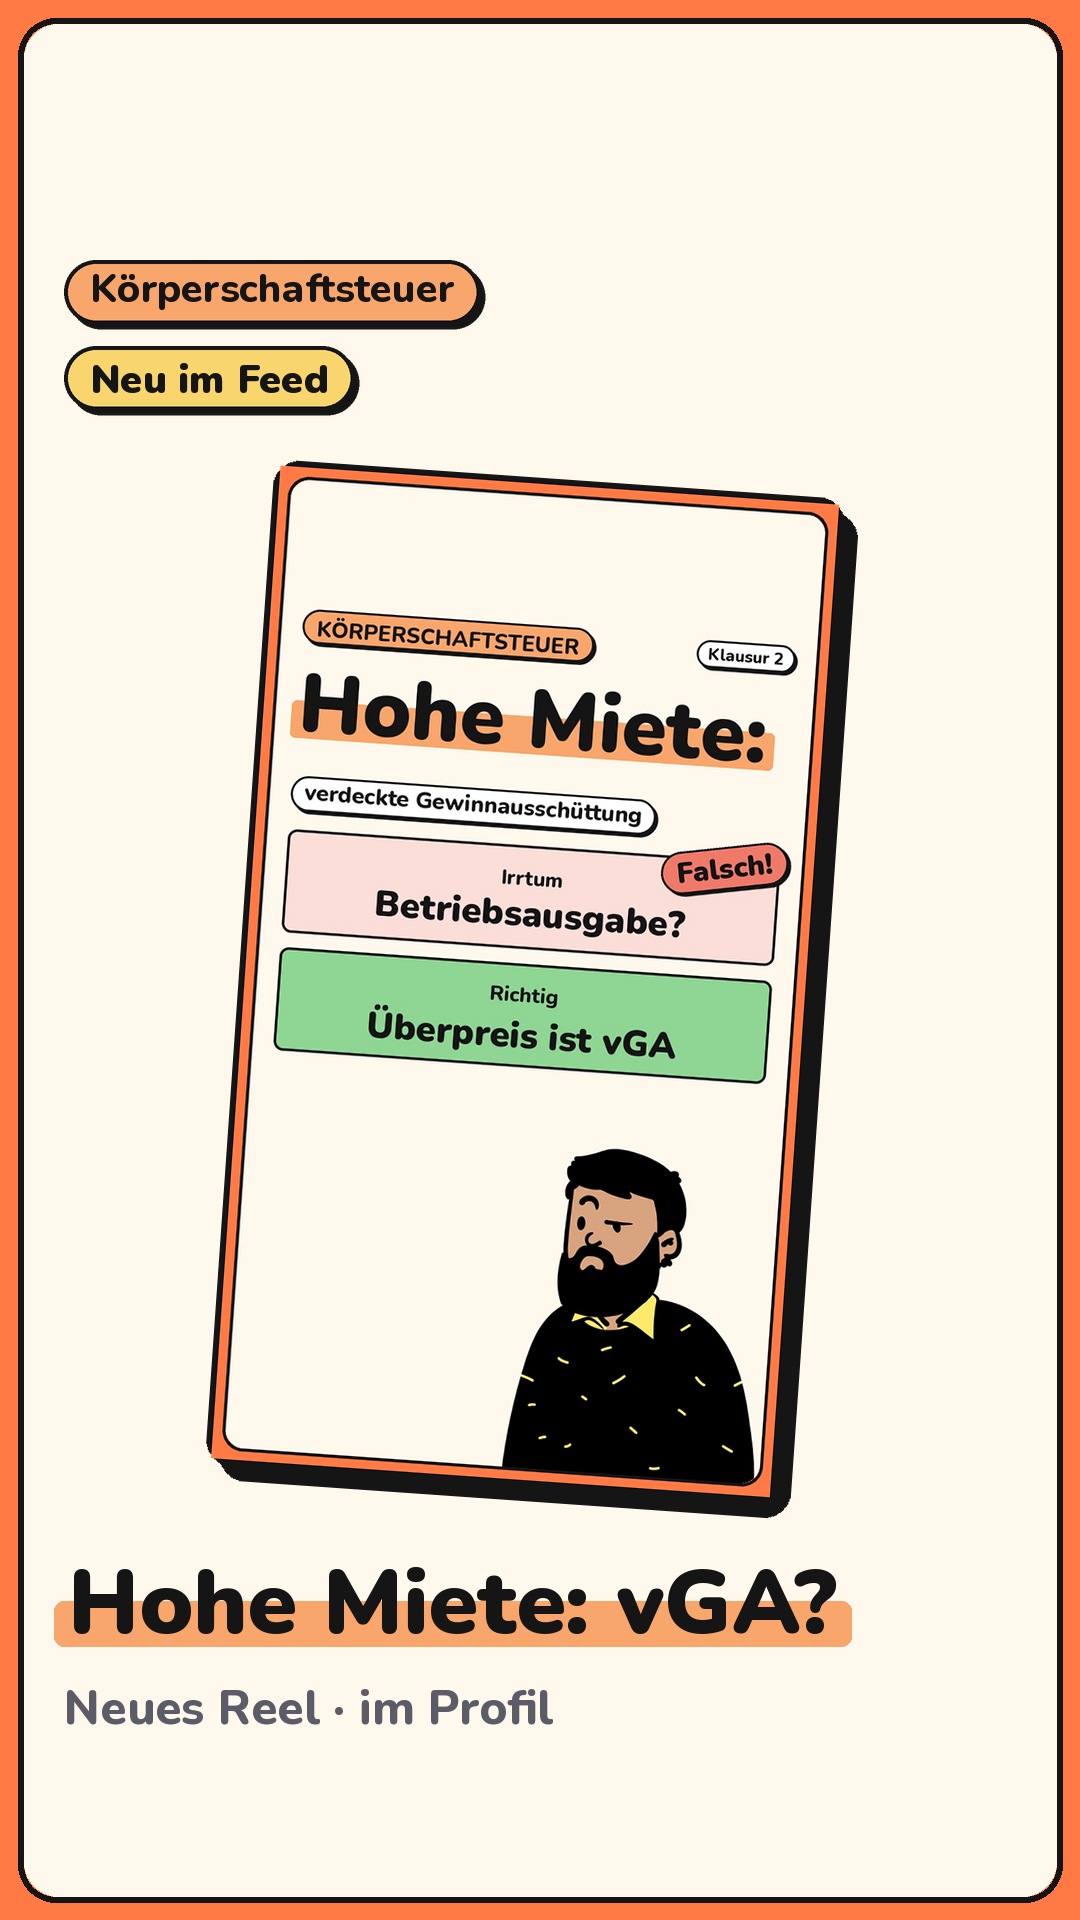 Körperschaftsteuer
Neu im Feed
KÖRPERSCHAFTSTEUER
Klausur 2
Hohe Miete:
verdeckte Gewinnausschüttung
Falsch!
Irrtum
Betriebsausgabe?
Richtig
Überpreis ist vGA
Hohe Miete: vGA?
Neues Reel · im Profil